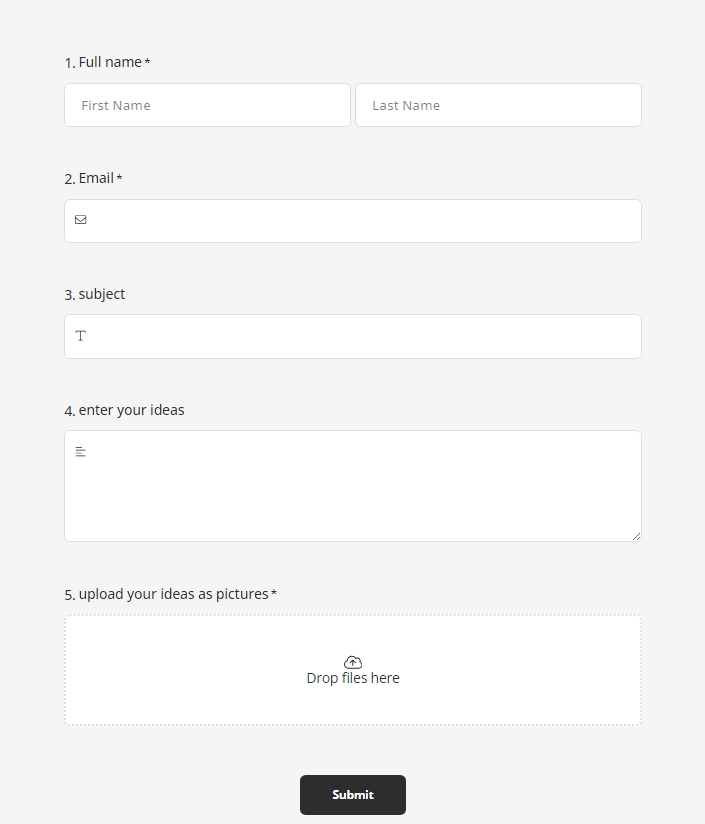 1. Full name *
First Name Last Name
2. Email *
3. subject
4. enter your ideas
5. upload your ideas as pictures *
Drop files here
Submit